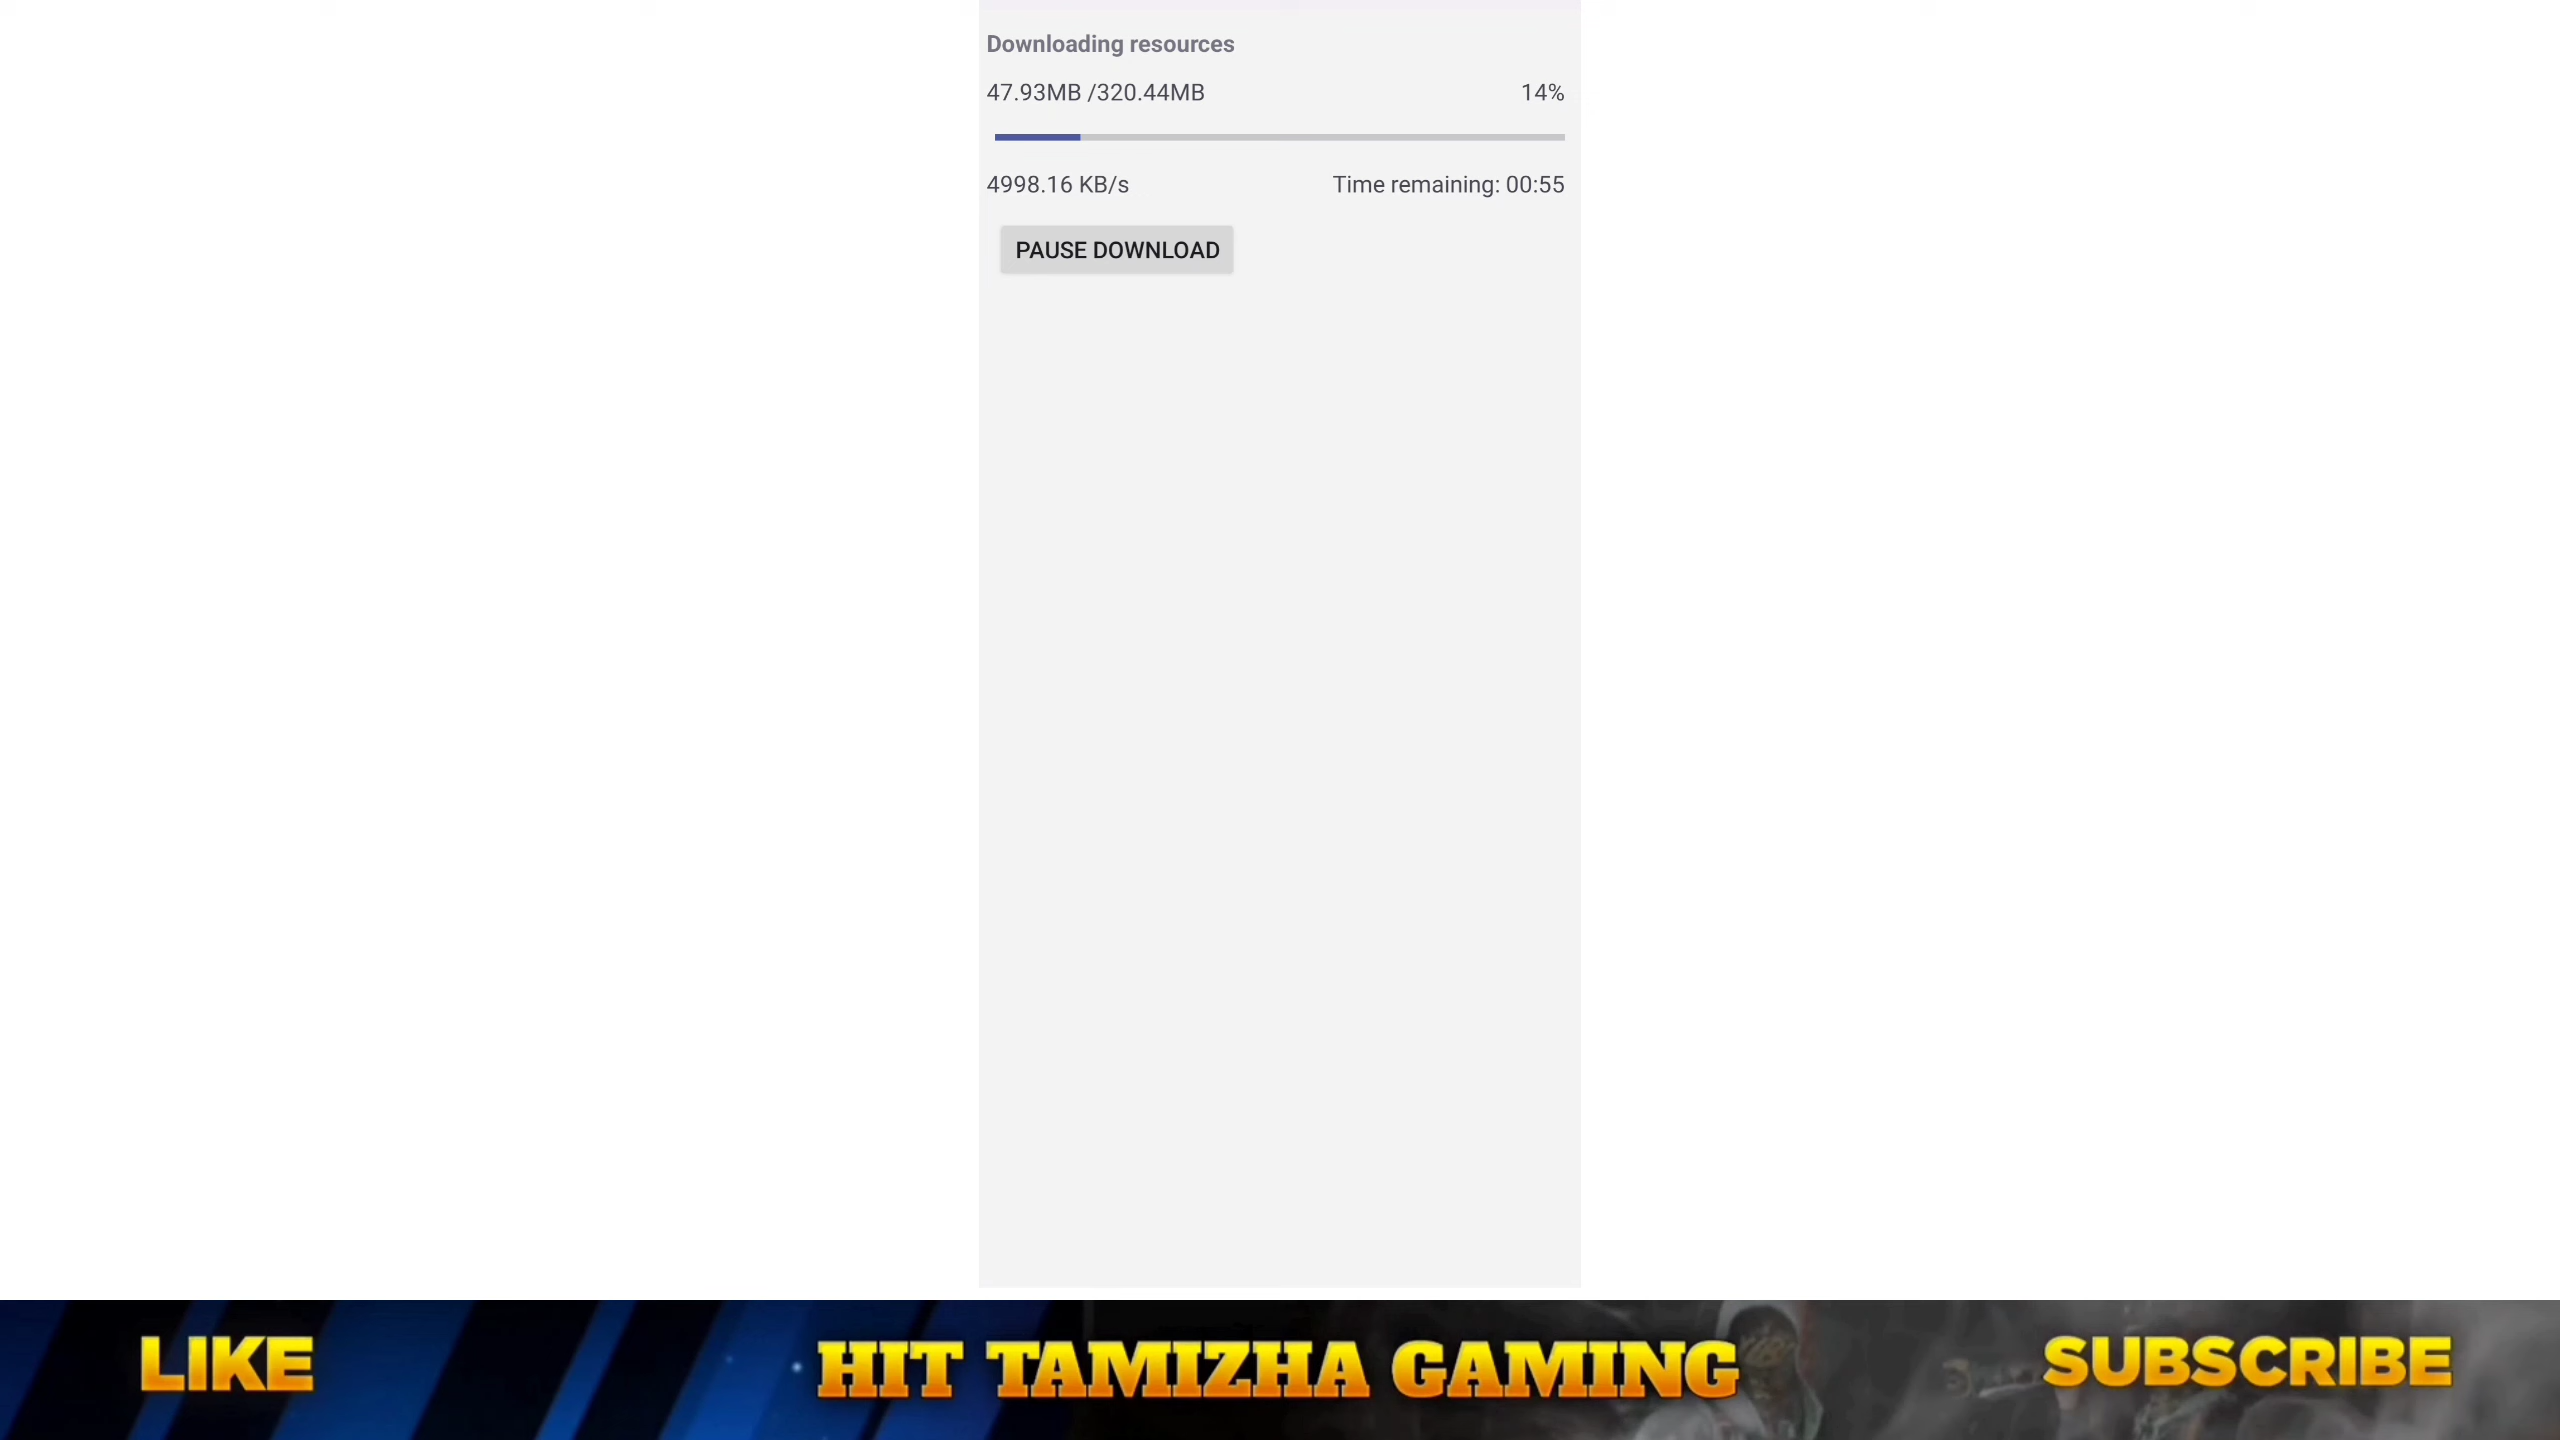 Downloading resources
47.93MB /320.44MB 14%
4998.16 KB/s Time remaining: 00:55
PAUSE DOWNLOAD
LIKE HIT TAMIZHA GAMING SUBSCRIBE